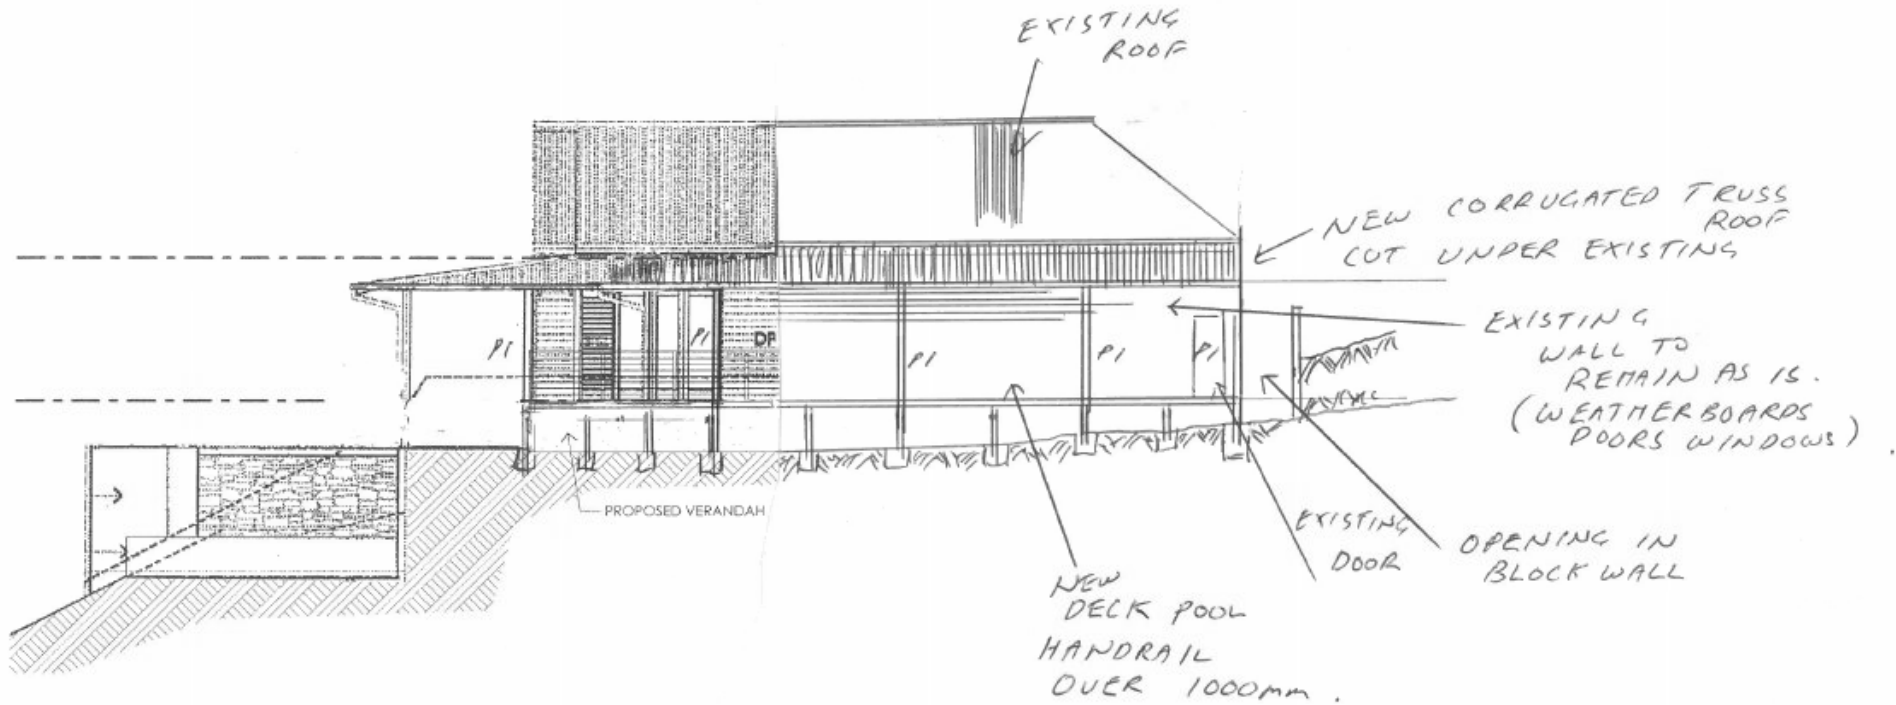 EXISTING
ROOF
NEW CORRUGATED TRUSS
ROOF
CUT UNDER EXISTING
EXISTING
WALL TO
REMAIN AS IS.
(WEATHERBOARDS
DOORS WINDOWS)
P1
P1
DP
P1
P1
P1
PROPOSED VERANDAH
EXISTING
DOOR
OPENING IN
BLOCK WALL
NEW
DECK POOL
HANDRAIL
OVER 1000mm.